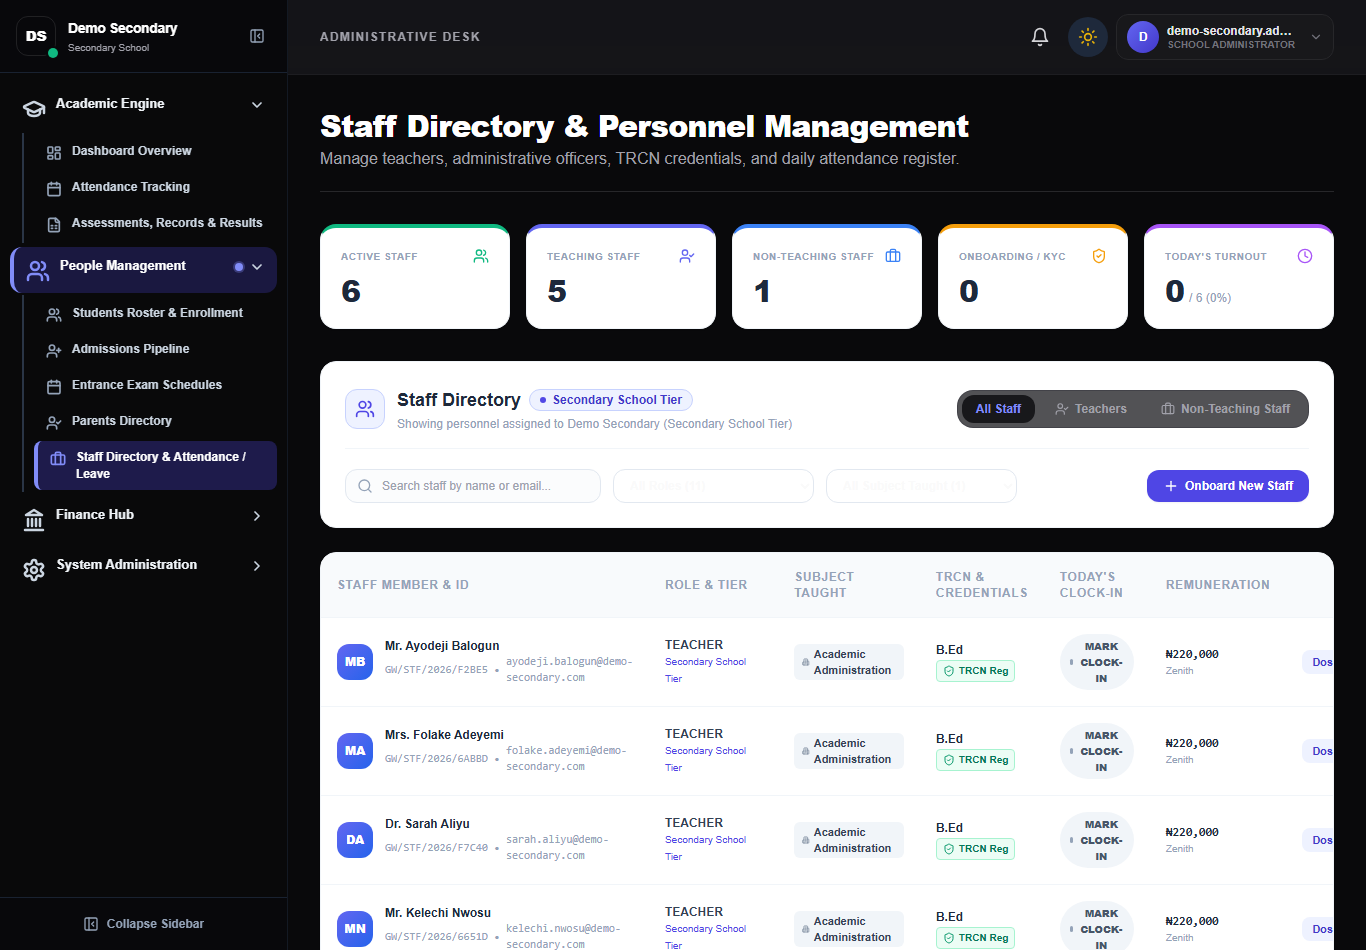 DS
Demo Secondary
Secondary School
Academic Engine
Dashboard Overview
Attendance Tracking
Assessments, Records & Results
People Management
Students Roster & Enrollment
Admissions Pipeline
Entrance Exam Schedules
Parents Directory
Staff Directory & Attendance /
Leave
Finance Hub
System Administration
Collapse Sidebar
ADMINISTRATIVE DESK
D
demo-secondary.ad...
SCHOOL ADMINISTRATOR
Staff Directory & Personnel Management
Manage teachers, administrative officers, TRCN credentials, and daily attendance register.
ACTIVE STAFF
6
TEACHING STAFF
5
NON-TEACHING STAFF
1
ONBOARDING / KYC
0
TODAY'S TURNOUT
0 / 6 (0%)
Staff Directory
Secondary School Tier
Showing personnel assigned to Demo Secondary (Secondary School Tier)
All Staff
Teachers
Non-Teaching Staff
Search staff by name or email...
All Roles (11)
All Subject Taught (1)
Onboard New Staff
STAFF MEMBER & ID
ROLE & TIER
SUBJECT
TAUGHT
TRCN &
CREDENTIALS
TODAY'S
CLOCK-IN
REMUNERATION
MB
Mr. Ayodeji Balogun
GW/STF/2026/F2BE5 •
ayodeji.balogun@demo-
secondary.com
TEACHER
Secondary School
Tier
Academic
Administration
B.Ed
TRCN Reg
MARK
CLOCK-
IN
₦220,000
Zenith
Dos
MA
Mrs. Folake Adeyemi
GW/STF/2026/6ABBD •
folake.adeyemi@demo-
secondary.com
TEACHER
Secondary School
Tier
Academic
Administration
B.Ed
TRCN Reg
MARK
CLOCK-
IN
₦220,000
Zenith
Dos
DA
Dr. Sarah Aliyu
GW/STF/2026/F7C40 •
sarah.aliyu@demo-
secondary.com
TEACHER
Secondary School
Tier
Academic
Administration
B.Ed
TRCN Reg
MARK
CLOCK-
IN
₦220,000
Zenith
Dos
MN
Mr. Kelechi Nwosu
GW/STF/2026/6651D •
kelechi.nwosu@demo-
secondary.com
TEACHER
Secondary School
Tier
Academic
Administration
B.Ed
TRCN Reg
MARK
CLOCK-
IN
₦220,000
Zenith
Dos